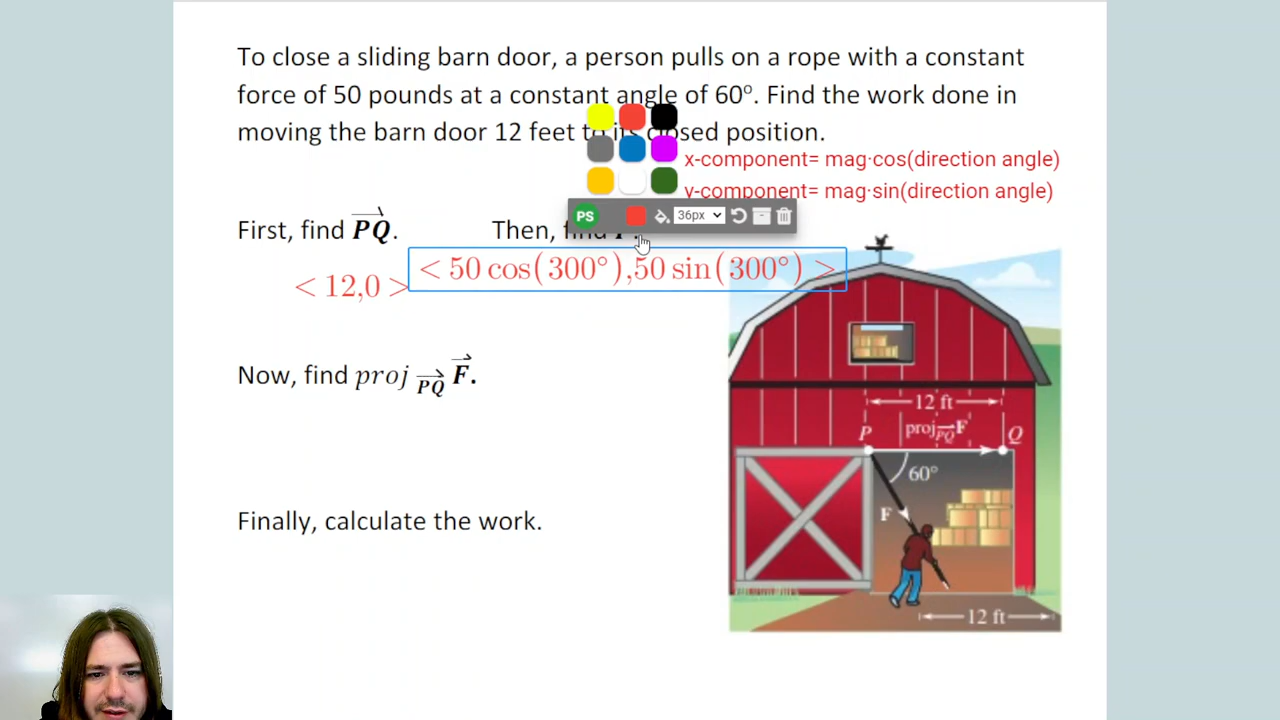 To close a sliding barn door, a person pulls on a rope with a constant
force of 50 pounds at a constant angle of 60°. Find the work done in
moving the barn door 12 feet to its closed position.
x-component= mag·cos(direction angle)
y-component= mag·sin(direction angle)
PS 36px
First, find PQ. Then, find F.
< 50 cos(300°),50 sin(300°) >
< 12,0 >
Now, find proj PQ F.
12 ft
P proj PQ F Q
60°
F
Finally, calculate the work.
12 ft